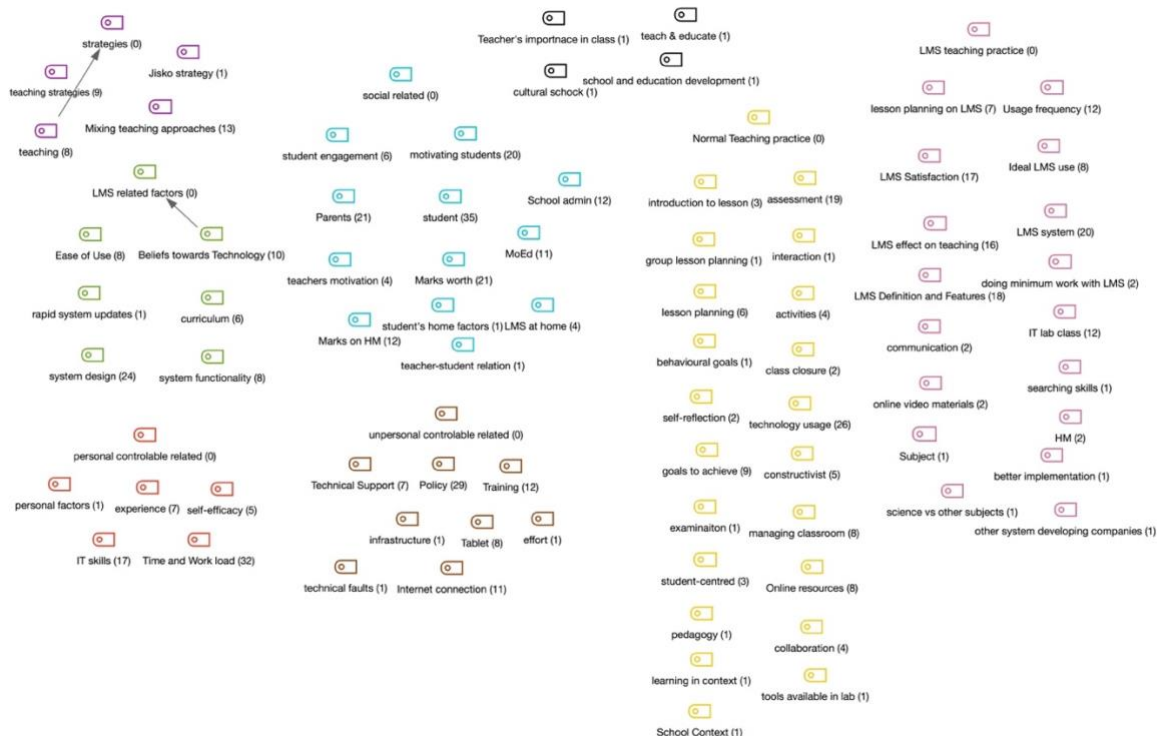 strategies (0)
Jisko strategy (1)
teaching strategies (9)
Mixing teaching approaches (13)
teaching (8)
LMS related factors (0)
Ease of Use (8)
Beliefs towards Technology (10)
rapid system updates (1)
curriculum (6)
system design (24)
system functionality (8)
personal controlable related (0)
personal factors (1)
experience (7)
self-efficacy (5)
IT skills (17)
Time and Work load (32)
Teacher's importnace in class (1)
teach & educate (1)
cultural schock (1)
school and education development (1)
social related (0)
student engagement (6)
motivating students (20)
School admin (12)
Parents (21)
student (35)
MoEd (11)
teachers motivation (4)
Marks worth (21)
student's home factors (1)
LMS at home (4)
Marks on HM (12)
teacher-student relation (1)
unpersonal controlable related (0)
Technical Support (7)
Policy (29)
Training (12)
infrastructure (1)
Tablet (8)
effort (1)
technical faults (1)
Internet connection (11)
Normal Teaching practice (0)
introduction to lesson (3)
assessment (19)
group lesson planning (1)
interaction (1)
lesson planning (6)
activities (4)
behavioural goals (1)
class closure (2)
self-reflection (2)
technology usage (26)
goals to achieve (9)
constructivist (5)
examinaiton (1)
managing classroom (8)
student-centred (3)
Online resources (8)
pedagogy (1)
collaboration (4)
learning in context (1)
tools available in lab (1)
School Context (1)
LMS teaching practice (0)
lesson planning on LMS (7)
Usage frequency (12)
LMS Satisfaction (17)
Ideal LMS use (8)
LMS effect on teaching (16)
LMS system (20)
doing minimum work with LMS (2)
LMS Definition and Features (18)
IT lab class (12)
communication (2)
searching skills (1)
online video materials (2)
HM (2)
Subject (1)
better implementation (1)
science vs other subjects (1)
other system developing companies (1)